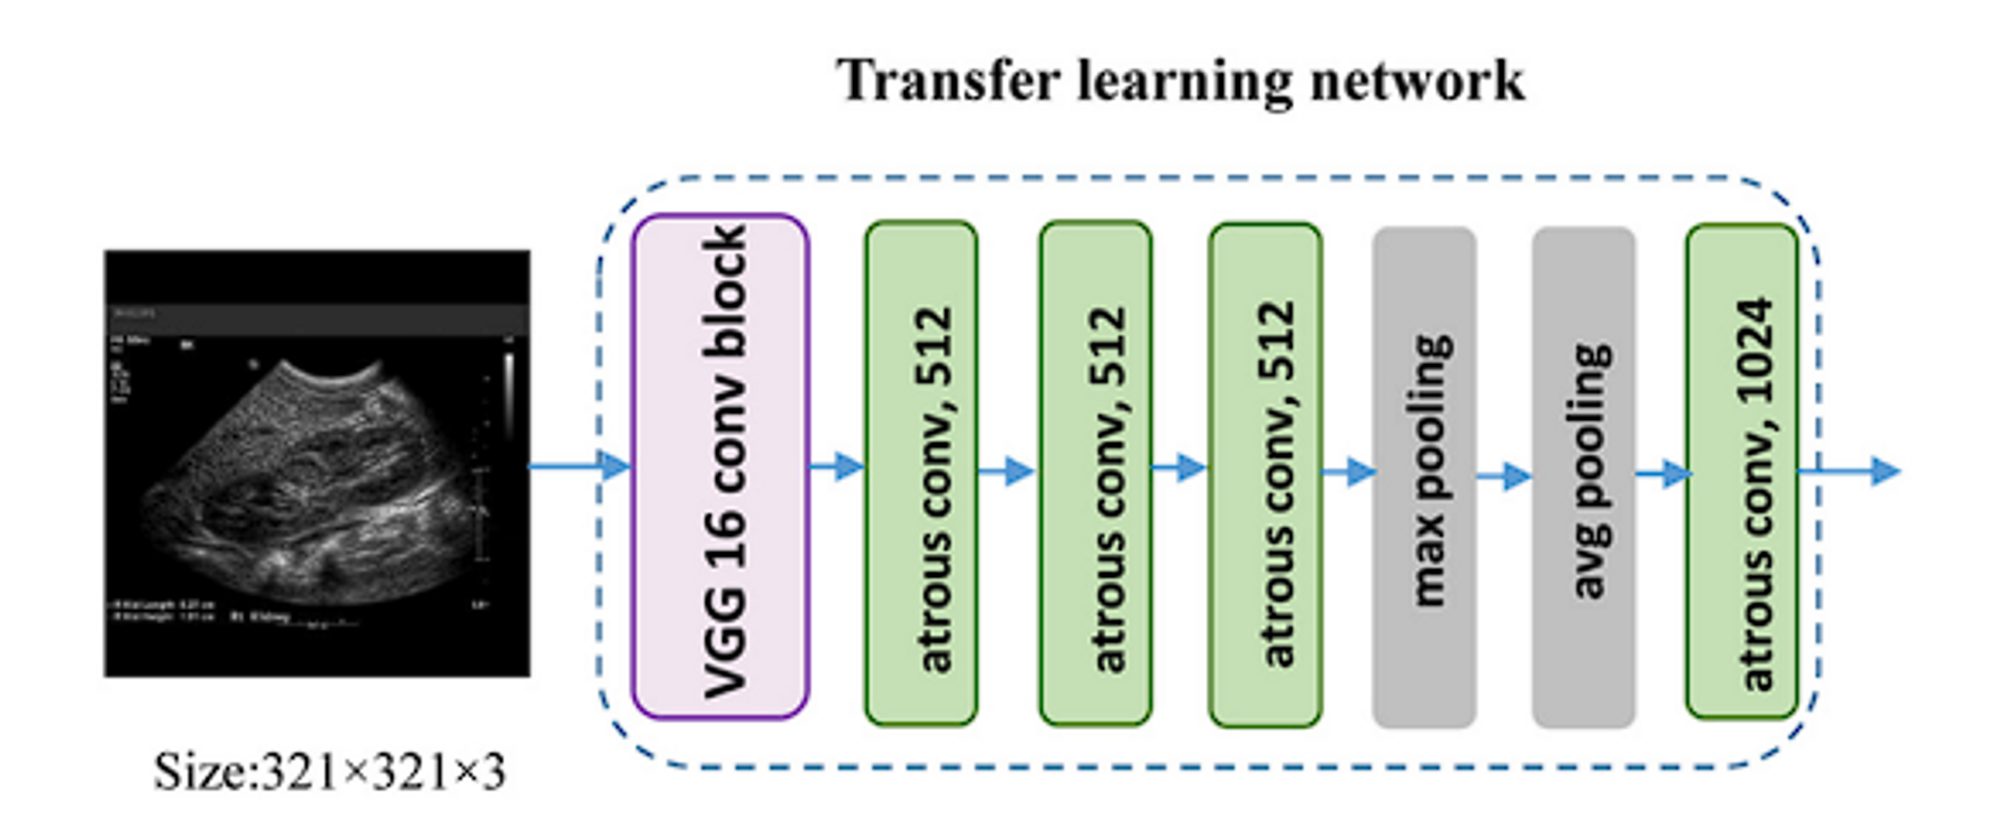 Transfer learning network
VGG 16 conv block
atrous conv, 512
atrous conv, 512
atrous conv, 512
max pooling
avg pooling
atrous conv, 1024
Size:321×321×3